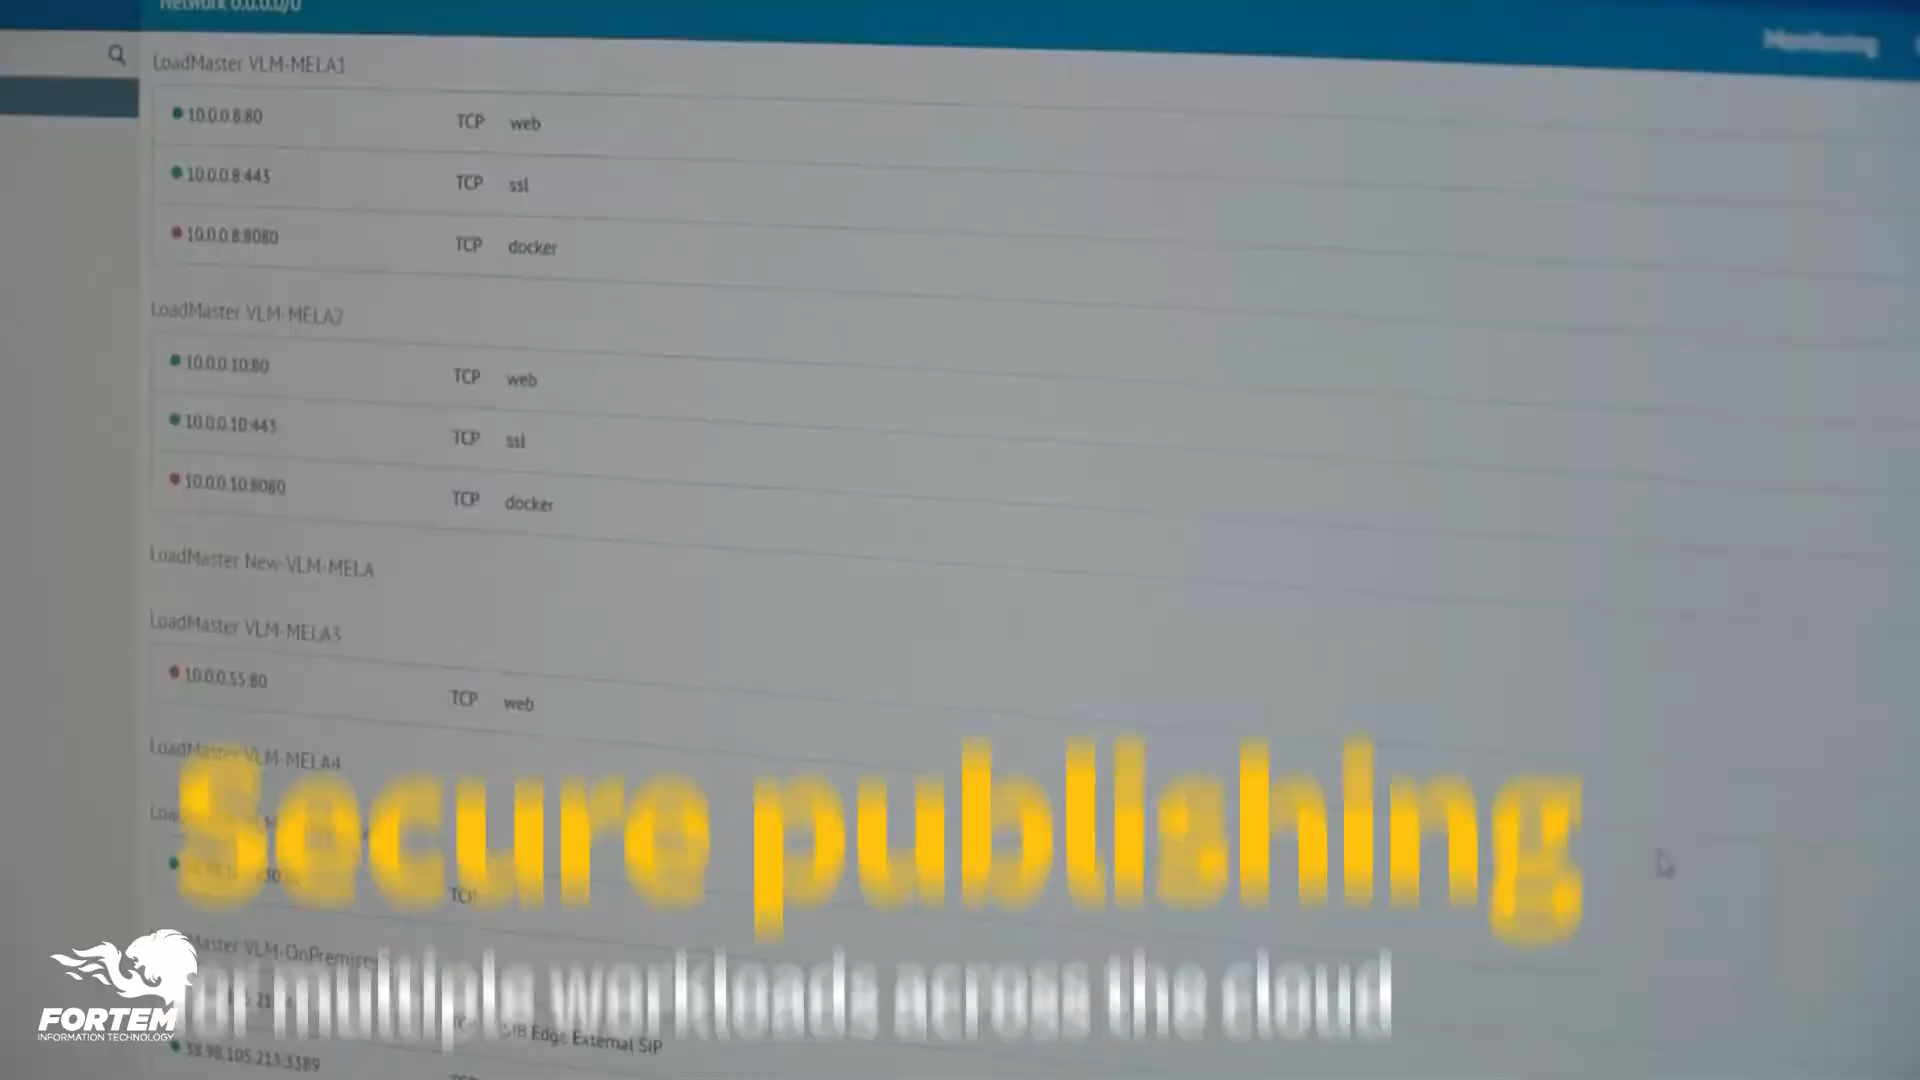 Network 0.0.0.0/0
Monitoring
LoadMaster VLM-MELA1
10.0.0.8:80 TCP web
10.0.0.8:443 TCP ssl
10.0.0.8:8080 TCP docker
LoadMaster VLM-MELA2
10.0.0.10:80 TCP web
10.0.0.10:443 TCP ssl
10.0.0.10:8080 TCP docker
LoadMaster New-VLM-MELA
LoadMaster VLM-MELA3
10.0.0.55:80 TCP web
LoadMaster VLM-MELA4
Secure publishing
TCP
Master VLM-OnPremises
of multiple workloads across the cloud
Edge External SIP
FORTEM
INFORMATION TECHNOLOGY
38.98.105.213:3389